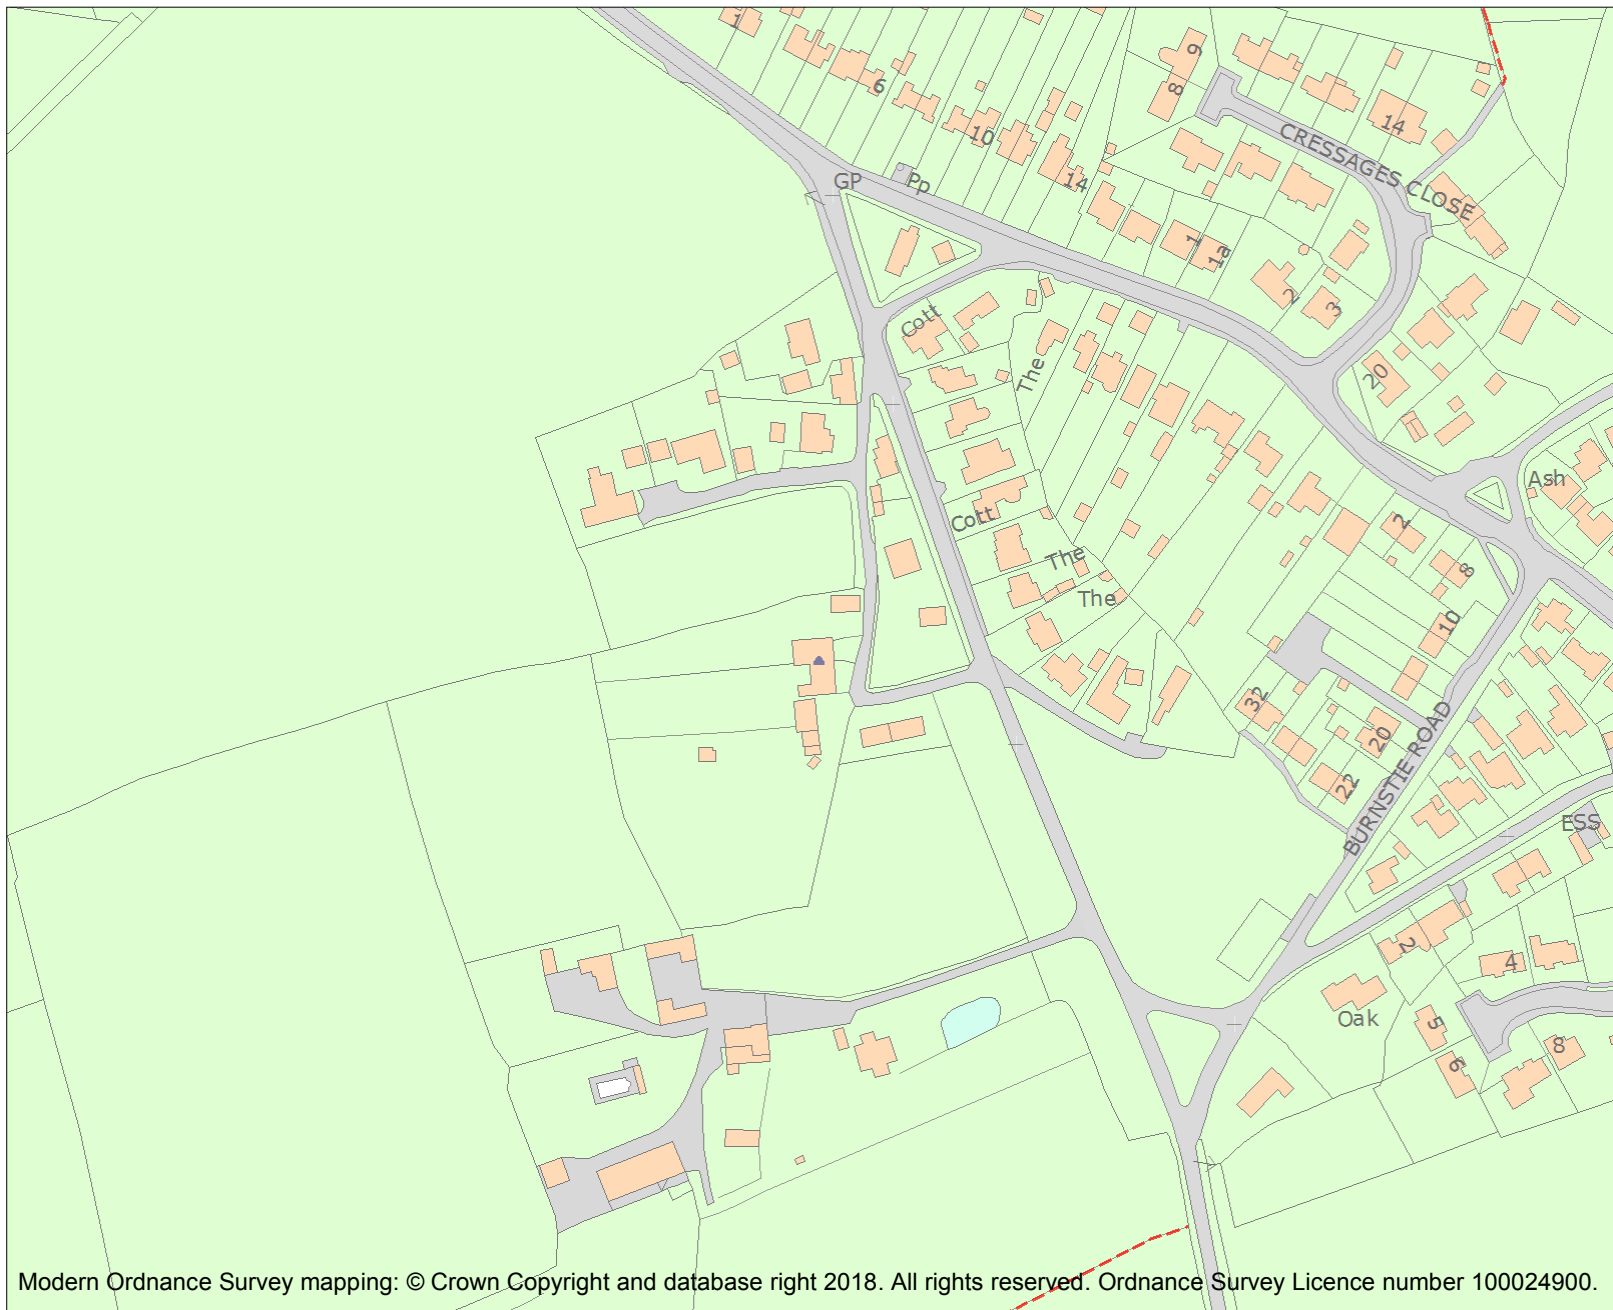 1
6
10
14
GP
Pp
9
8
14
CRESSAGES CLOSE
1
1a
2
3
20
Cott
The
Cott
The
The
Ash
2
8
10
32
20
22
BURNSTIE ROAD
ESS
2
4
Oak
5
6
8
Modern Ordnance Survey mapping: © Crown Copyright and database right 2018. All rights reserved. Ordnance Survey Licence number 100024900.